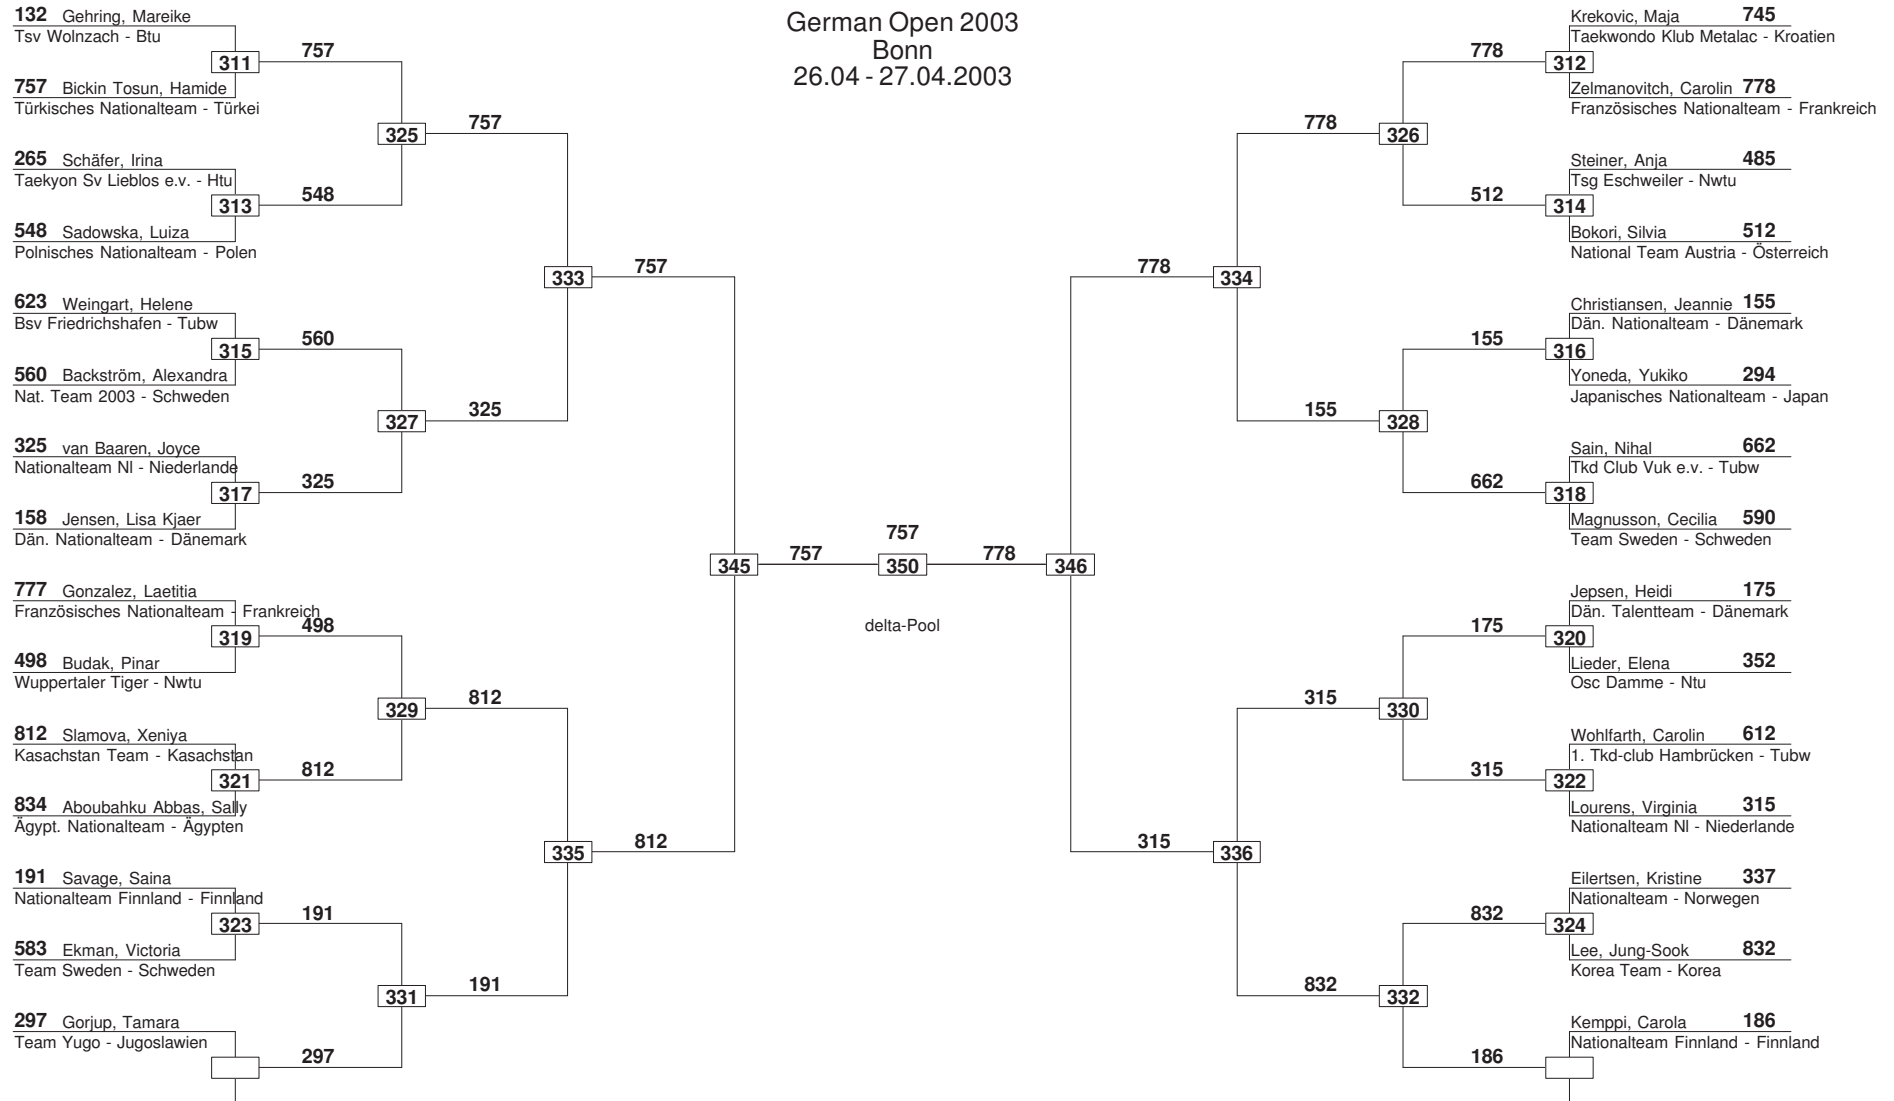 German Open 2003
Bonn
26.04 - 27.04.2003
132 Gehring, Mareike
Tsv Wolnzach - Btu
311
757
757 Bickin Tosun, Hamide
Türkisches Nationalteam - Türkei
325
757
265 Schäfer, Irina
Taekyon Sv Lieblos e.v. - Htu
313
548
548 Sadowska, Luiza
Polnisches Nationalteam - Polen
333
757
623 Weingart, Helene
Bsv Friedrichshafen - Tubw
315
560
560 Backström, Alexandra
Nat. Team 2003 - Schweden
327
325
325 van Baaren, Joyce
Nationalteam Nl - Niederlande
317
325
158 Jensen, Lisa Kjaer
Dän. Nationalteam - Dänemark
345
757
777 Gonzalez, Laetitia
Französisches Nationalteam - Frankreich
319
498
498 Budak, Pinar
Wuppertaler Tiger - Nwtu
329
812
812 Slamova, Xeniya
Kasachstan Team - Kasachstan
321
812
834 Aboubahku Abbas, Sally
Ägypt. Nationalteam - Ägypten
335
812
191 Savage, Saina
Nationalteam Finnland - Finnland
323
191
583 Ekman, Victoria
Team Sweden - Schweden
331
191
297 Gorjup, Tamara
Team Yugo - Jugoslawien
297
757
350
delta-Pool
778
346
Krekovic, Maja 745
Taekwondo Klub Metalac - Kroatien
778
312
Zelmanovitch, Carolin 778
Französisches Nationalteam - Frankreich
778
326
Steiner, Anja 485
Tsg Eschweiler - Nwtu
512
314
Bokori, Silvia 512
National Team Austria - Österreich
778
334
Christiansen, Jeannie 155
Dän. Nationalteam - Dänemark
155
316
Yoneda, Yukiko 294
Japanisches Nationalteam - Japan
155
328
Sain, Nihal 662
Tkd Club Vuk e.v. - Tubw
662
318
Magnusson, Cecilia 590
Team Sweden - Schweden
Jepsen, Heidi 175
Dän. Talentteam - Dänemark
175
320
Lieder, Elena 352
Osc Damme - Ntu
315
330
Wohlfarth, Carolin 612
1. Tkd-club Hambrücken - Tubw
315
322
Lourens, Virginia 315
Nationalteam Nl - Niederlande
315
336
Eilertsen, Kristine 337
Nationalteam - Norwegen
832
324
Lee, Jung-Sook 832
Korea Team - Korea
832
332
Kemppi, Carola 186
Nationalteam Finnland - Finnland
186